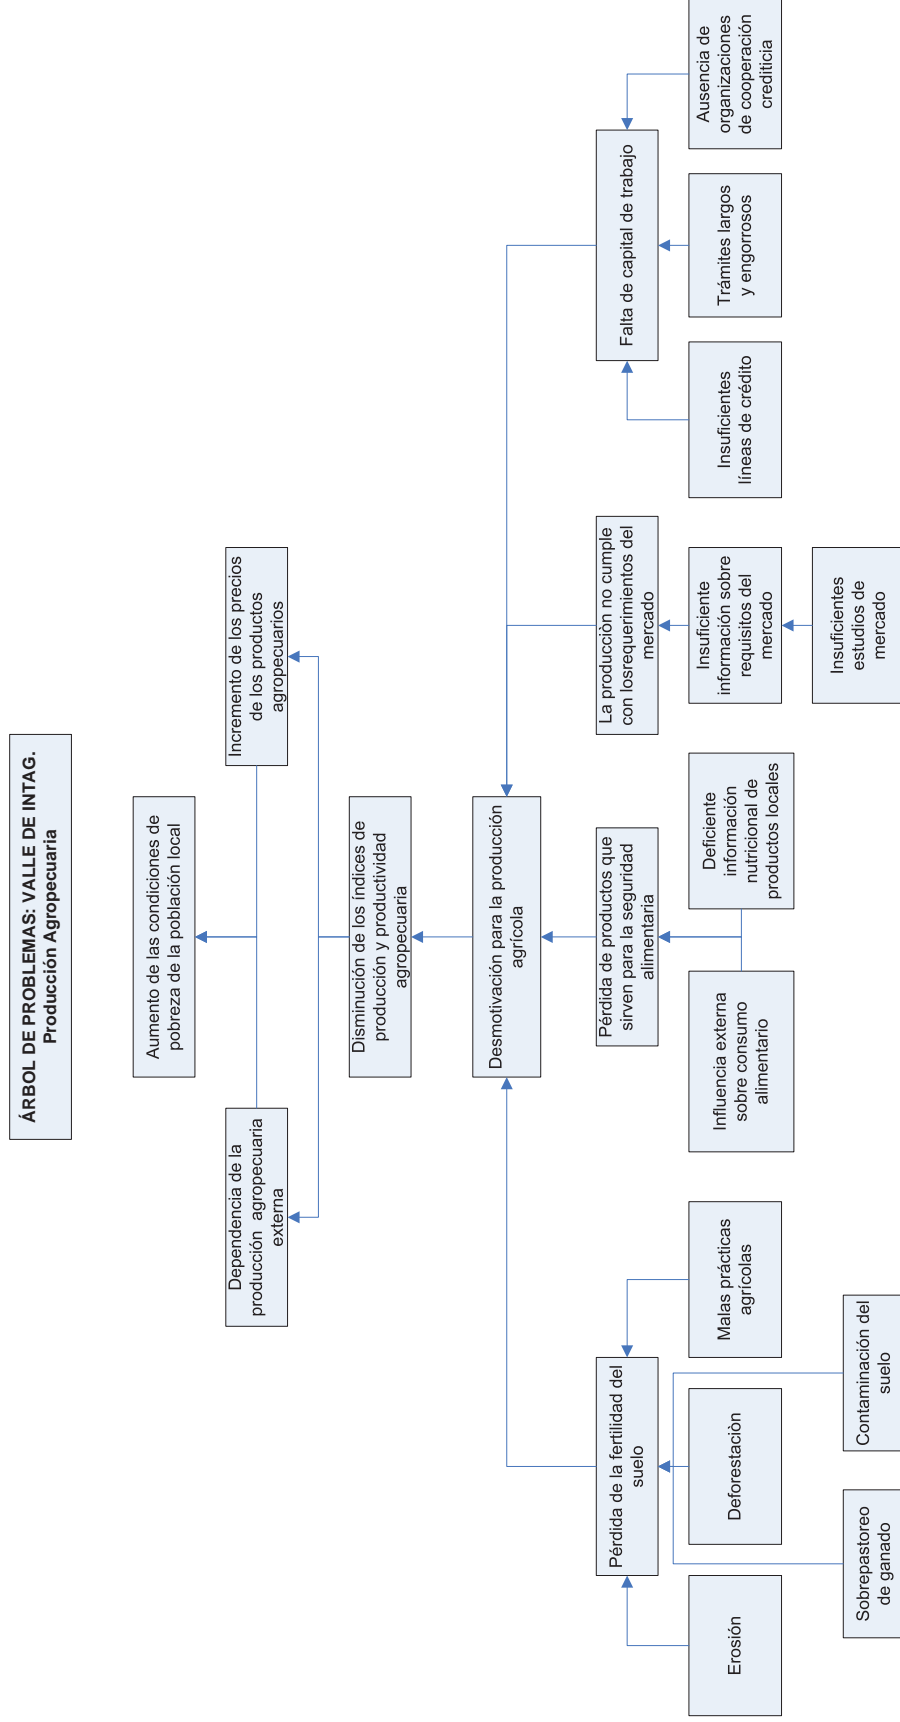 ÁRBOL DE PROBLEMAS: VALLE DE INTAG.
Producción Agropecuaria
Aumento de las condiciones de
pobreza de la población local
Dependencia de la
producción  agropecuaria
externa
Incremento de los precios
de los productos
agropecuarios
Disminución de los índices de
producción y productividad
agropecuaria
Desmotivación para la producción
agrícola
Pérdida de la fertilidad del
suelo
Pérdida de productos que
sirven para la seguridad
alimentaria
La producciòn no cumple
con losrequerimientos del
mercado
Falta de capital de trabajo
Erosión
Deforestaciòn
Malas prácticas
agrícolas
Influencia externa
sobre consumo
alimentario
Deficiente
información
nutricional de
productos locales
Insuficiente
información sobre
requisitos del
mercado
Insuficientes
líneas de crédito
Trámites largos
y engorrosos
Ausencia de
organizaciones
de cooperación
crediticia
Sobrepastoreo
de ganado
Contaminación del
suelo
Insuficientes
estudios de
mercado